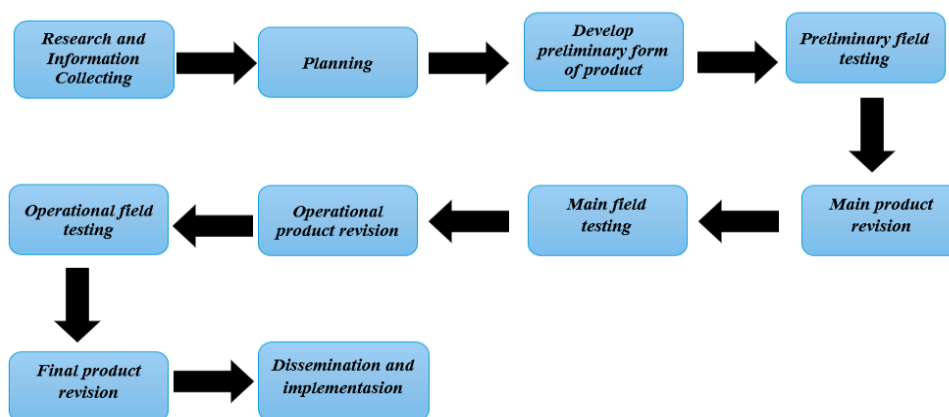 Research and
Information
Collecting
Planning
Develop
preliminary form
of product
Preliminary field
testing
Main product
revision
Main field
testing
Operational
product revision
Operational field
testing
Final product
revision
Dissemination and
implementasion